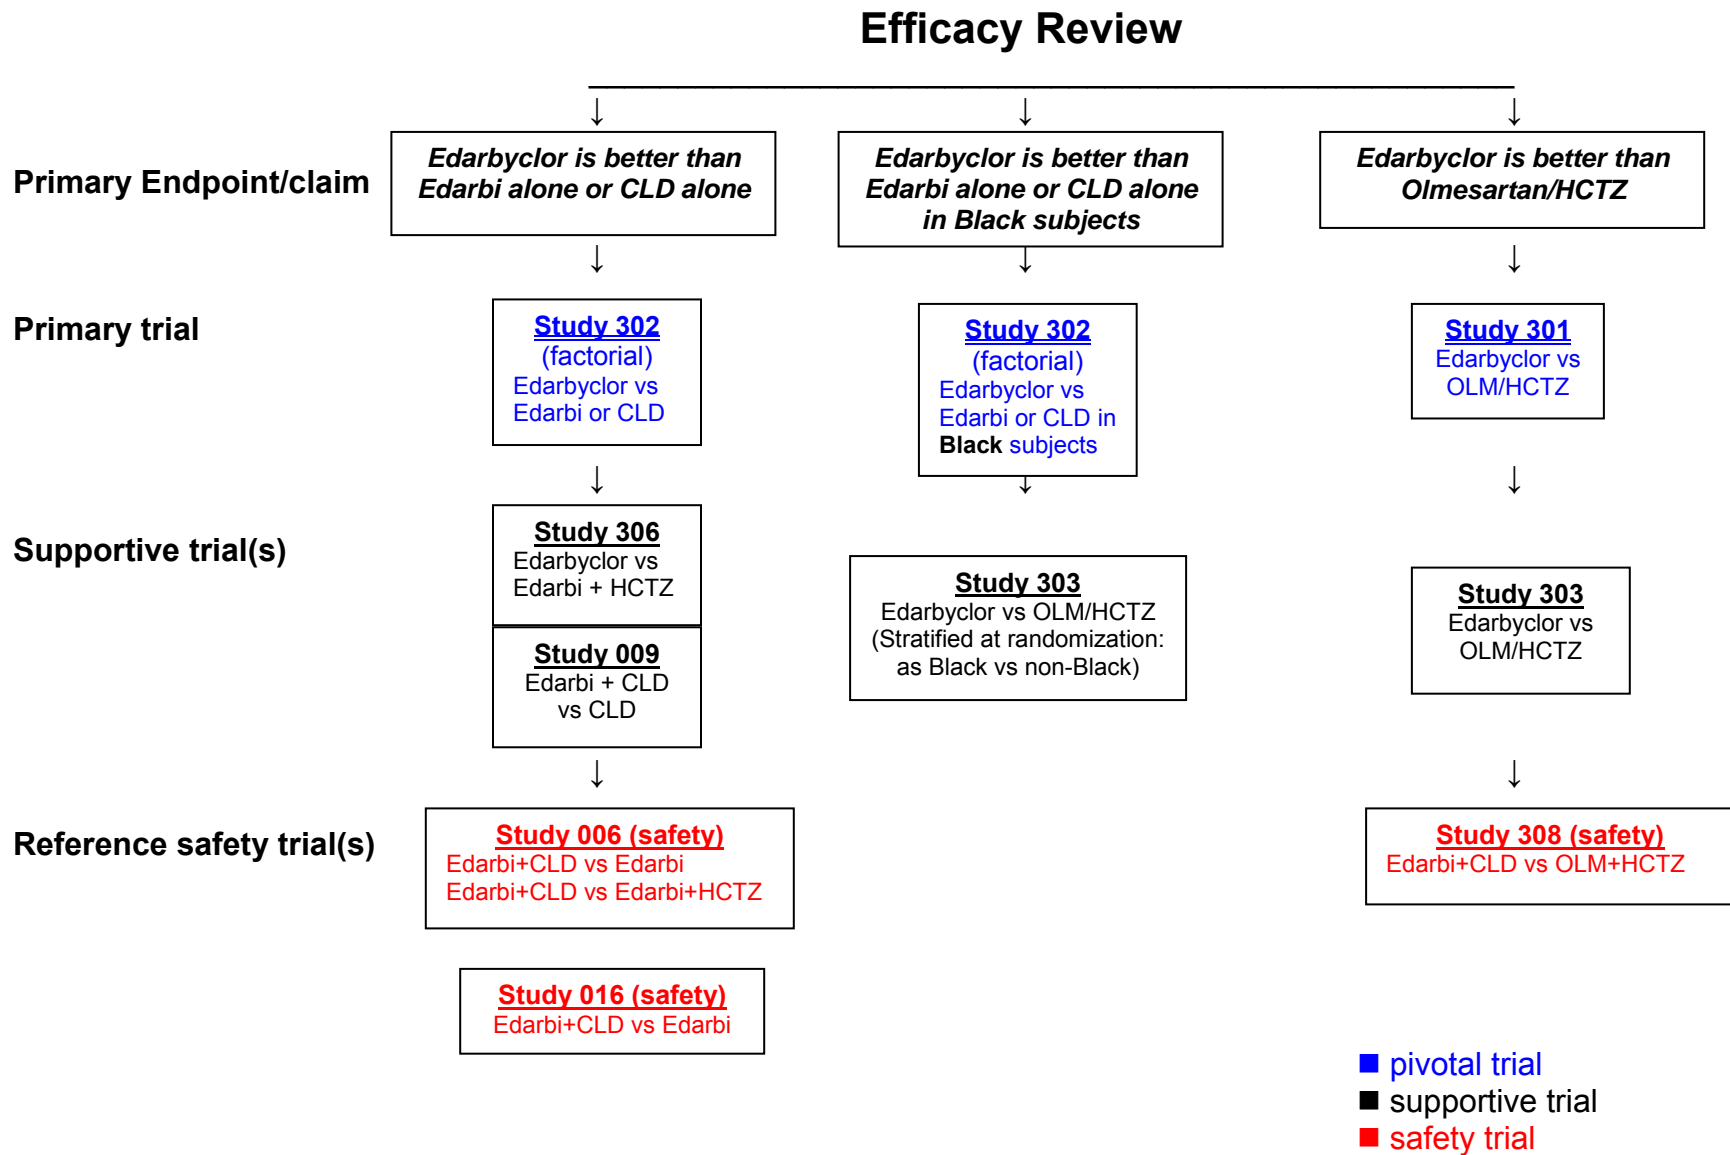 Efficacy Review
Primary Endpoint/claim
Edarbyclor is better than
Edarbi alone or CLD alone
Edarbyclor is better than
Edarbi alone or CLD alone
in Black subjects
Edarbyclor is better than
Olmesartan/HCTZ
Primary trial
Study 302
(factorial)
Edarbyclor vs
Edarbi or CLD
Study 302
(factorial)
Edarbyclor vs
Edarbi or CLD in
Black subjects
Study 301
Edarbyclor vs
OLM/HCTZ
Supportive trial(s)
Study 306
Edarbyclor vs
Edarbi + HCTZ
Study 009
Edarbi + CLD
vs CLD
Study 303
Edarbyclor vs OLM/HCTZ
(Stratified at randomization:
as Black vs non-Black)
Study 303
Edarbyclor vs
OLM/HCTZ
Reference safety trial(s)
Study 006 (safety)
Edarbi+CLD vs Edarbi
Edarbi+CLD vs Edarbi+HCTZ
Study 308 (safety)
Edarbi+CLD vs OLM+HCTZ
Study 016 (safety)
Edarbi+CLD vs Edarbi
pivotal trial
supportive trial
safety trial